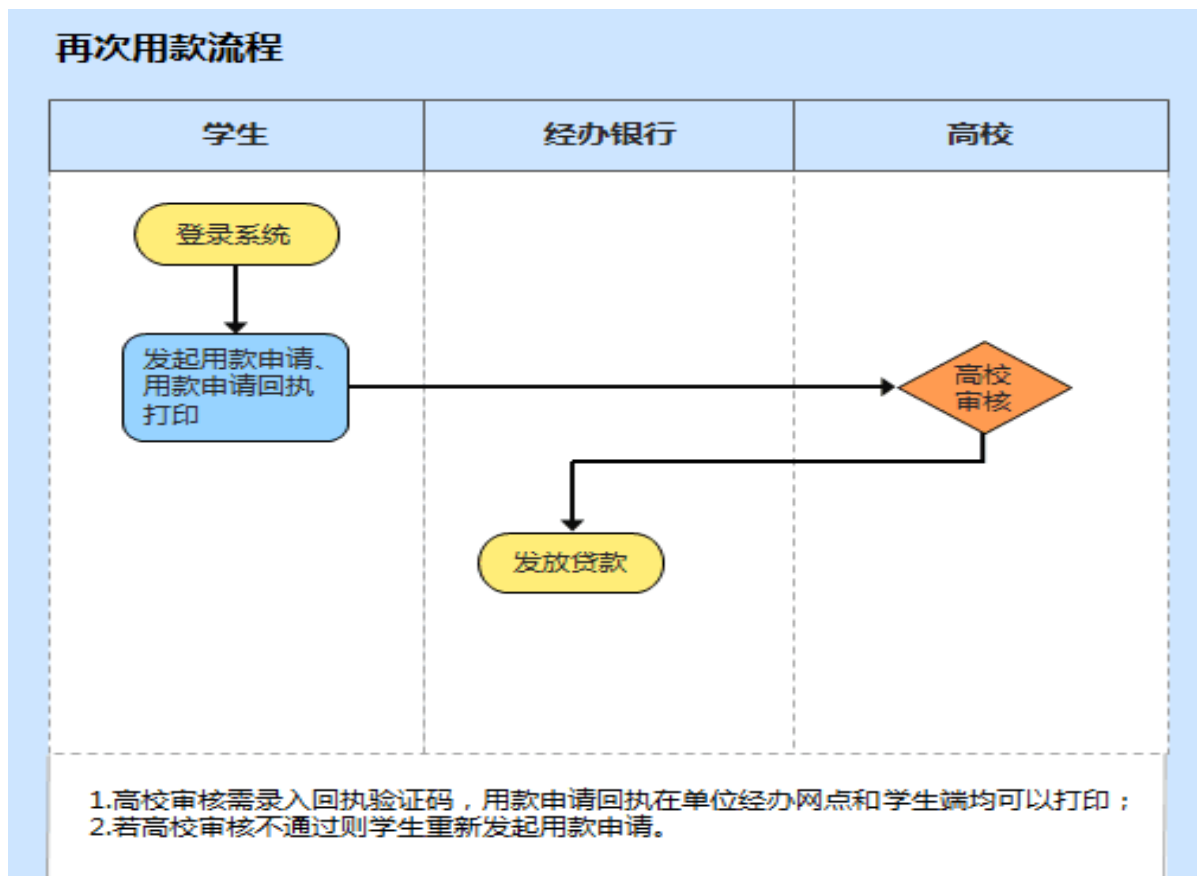 再次用款流程
学生
经办银行
高校
登录系统
发起用款申请、
用款申请回执
打印
高校
审核
发放贷款
1.高校审核需录入回执验证码，用款申请回执在单位经办网点和学生端均可以打印；
2.若高校审核不通过则学生重新发起用款申请。